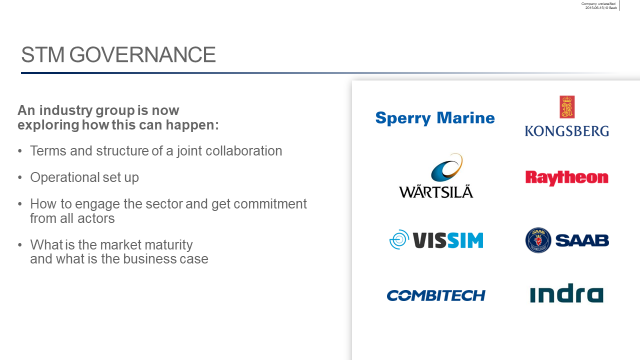 Company unclassified
STM GOVERNANCE
An industry group is now
exploring how this can happen:
• Terms and structure of a joint collaboration
• Operational set up
• How to engage the sector and get commitment
from all actors
• What is the market maturity
and what is the business case
Sperry Marine
KONGSBERG
WÄRTSILÄ
Raytheon
VISSIM
SAAB
COMBITECH
indra